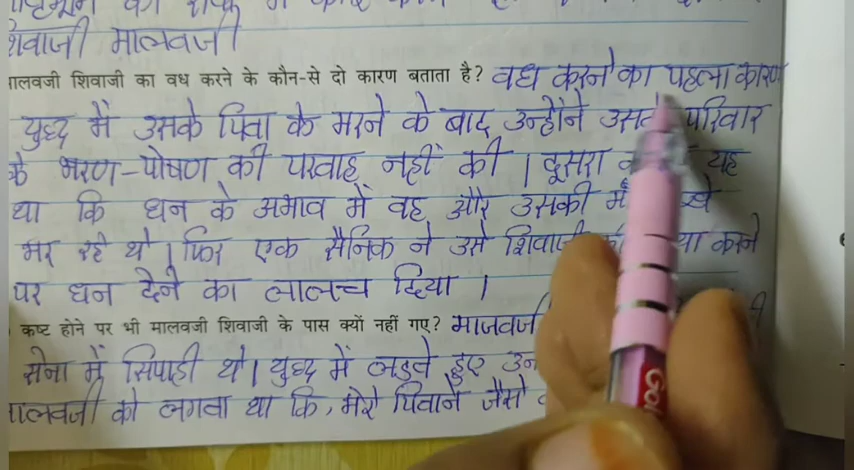 शिवाजी मालवजी
मालवजी शिवाजी का वध करने के कौन-से दो कारण बताता है? वध करने का पहला कारण
युध्द में उसके पिता के मरने के बाद उन्होंने उसके परिवार
के भरण-पोषण की परवाह नहीं की। दूसरा यह
था कि धन के अभाव में वह और उसकी
मर रहे थे। फिर एक सैनिक ने उसे शिवाजी करने
पर धन देने का लालच दिया।
कष्ट होने पर भी मालवजी शिवाजी के पास क्यों नहीं गए?
सेना में सिपाही थे। युध्द में लडते हुए
मालवजी को लगता था कि, मेरे पिताने जैसे